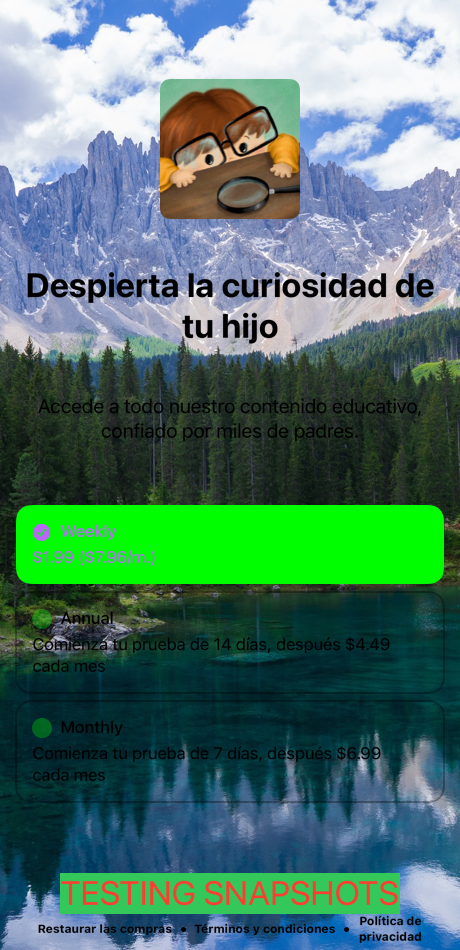 Despierta la curiosidad de
tu hijo
Accede a todo nuestro contenido educativo,
confiado por miles de padres.
Weekly
$1.99 ($7.96/m.)
Annual
Comienza tu prueba de 14 días, después $4.49
cada mes
Monthly
Comienza tu prueba de 7 días, después $6.99
cada mes
TESTING SNAPSHOTS
Restaurar las compras • Términos y condiciones • Política de
privacidad